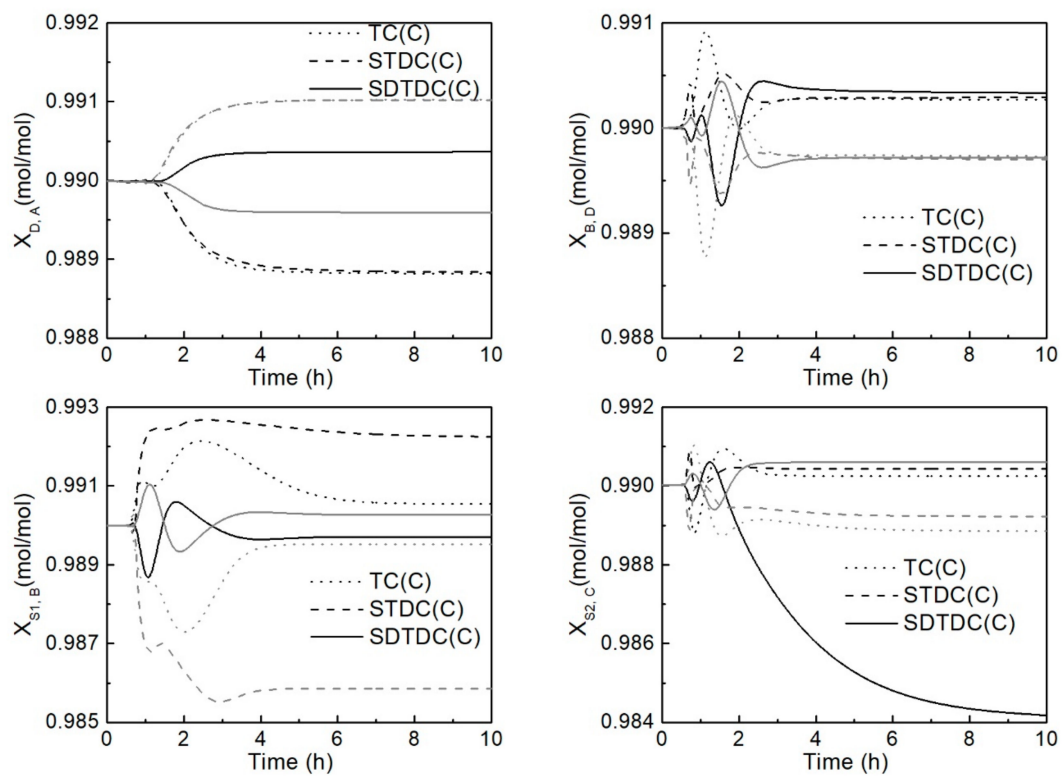 0.992
0.991
0.990
0.989
0.988
X_{D, A}(mol/mol)
TC(C)
STDC(C)
SDTDC(C)
0 2 4 6 8 10
Time (h)
0.991
0.990
0.989
0.988
X_{B, D}(mol/mol)
TC(C)
STDC(C)
SDTDC(C)
0 2 4 6 8 10
Time (h)
0.993
0.991
0.989
0.987
0.985
X_{S1, B}(mol/mol)
TC(C)
STDC(C)
SDTDC(C)
0 2 4 6 8 10
Time (h)
0.992
0.990
0.988
0.986
0.984
X_{S2, C}(mol/mol)
TC(C)
STDC(C)
SDTDC(C)
0 2 4 6 8 10
Time (h)